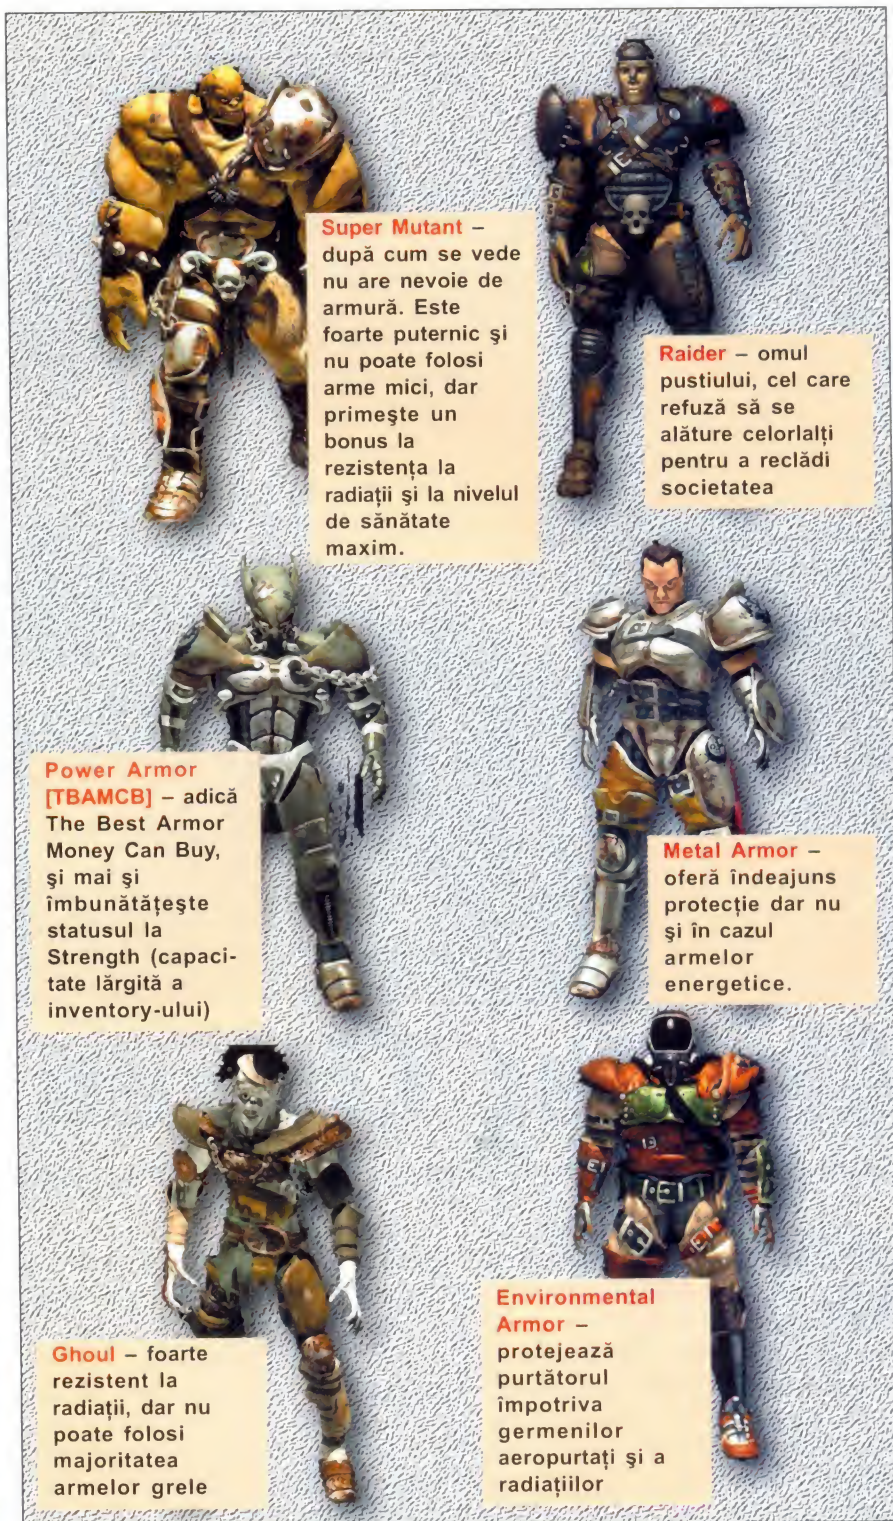 Super Mutant –
după cum se vede
nu are nevoie de
armură. Este
foarte puternic şi
nu poate folosi
arme mici, dar
primeşte un
bonus la
rezistenţa la
radiaţii şi la nivelul
de sănătate
maxim.
Raider – omul
pustiului, cel care
refuză să se
alăture celorlalţi
pentru a reclădi
societatea
Power Armor
[TBAMCB] – adică
The Best Armor
Money Can Buy,
şi mai şi
îmbunătăţeşte
statusul la
Strength (capaci-
tate lărgită a
inventory-ului)
Metal Armor –
oferă îndeajuns
protecţie dar nu
şi în cazul
armelor
energetice.
Ghoul – foarte
rezistent la
radiaţii, dar nu
poate folosi
majoritatea
armelor grele
Environmental
Armor –
protejează
purtătorul
împotriva
germenilor
aeropurtaţi şi a
radiaţiilor